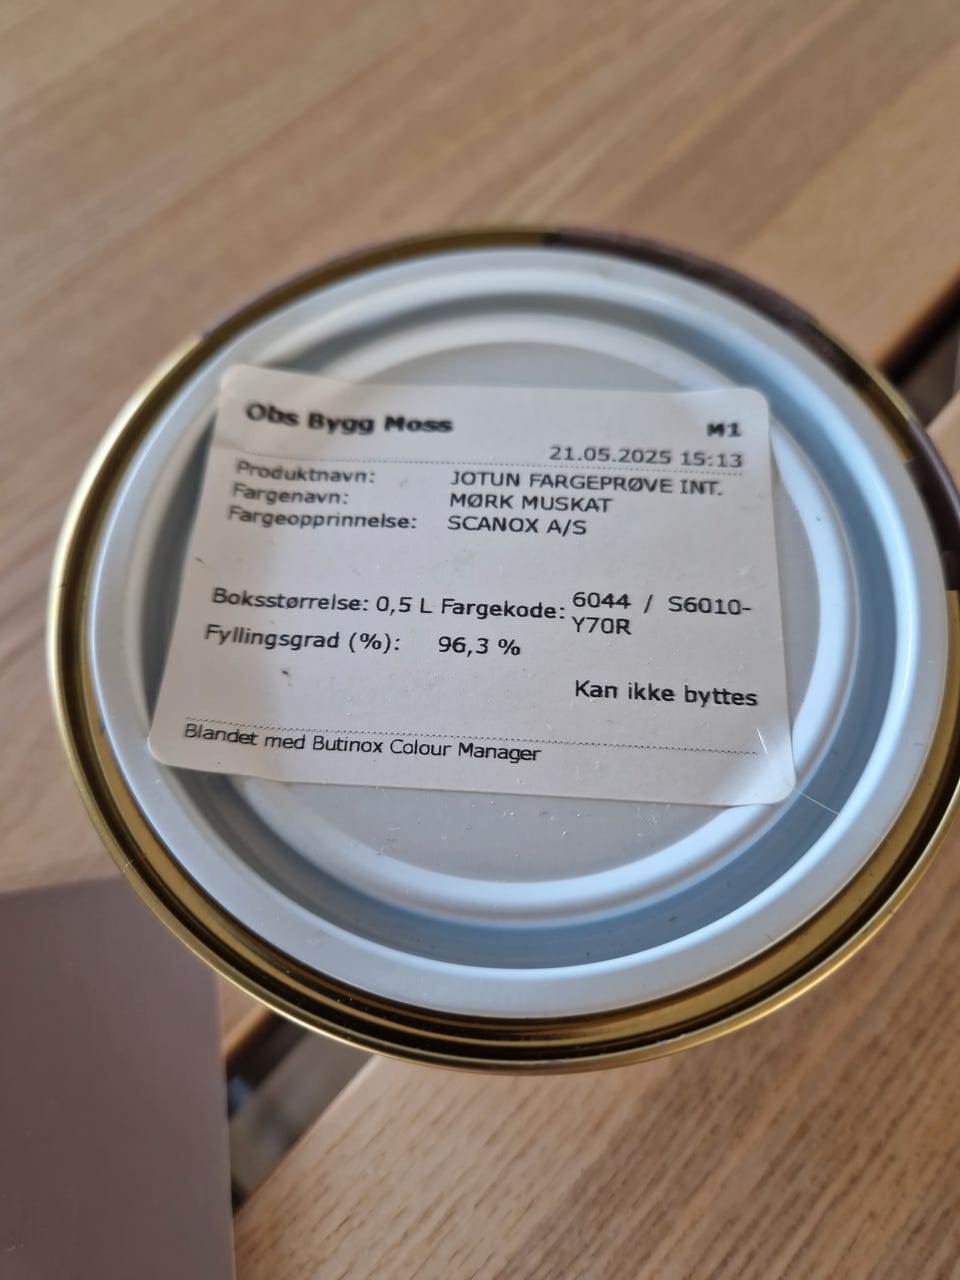 Obs Bygg Moss M1
21.05.2025 15:13
Produktnavn: JOTUN FARGEPRØVE INT.
Fargenavn: MØRK MUSKAT
Fargeopprinnelse: SCANOX A/S
Boksstørrelse: 0,5 L Fargekode: 6044 / S6010-
Y70R
Fyllingsgrad (%): 96,3 %
Kan ikke byttes
Blandet med Butinox Colour Manager